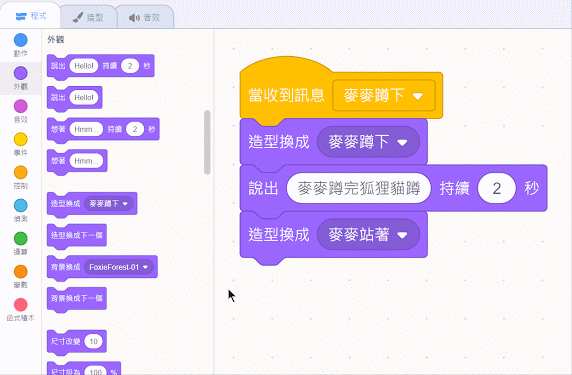 程式 造型 音效
動作
外觀
音效
事件
控制
偵測
運算
變數
函式積木
外觀
說出 Hello! 持續 2 秒
說出 Hello!
想著 Hmm... 持續 2 秒
想著 Hmm...
造型換成 麥麥蹲下
造型換成下一個
背景換成 FoxieForest-01
背景換成下一個
尺寸改變 10
尺寸設為 100 %
當收到訊息 麥麥蹲下
造型換成 麥麥蹲下
說出 麥麥蹲完狐狸貓蹲 持續 2 秒
造型換成 麥麥站著